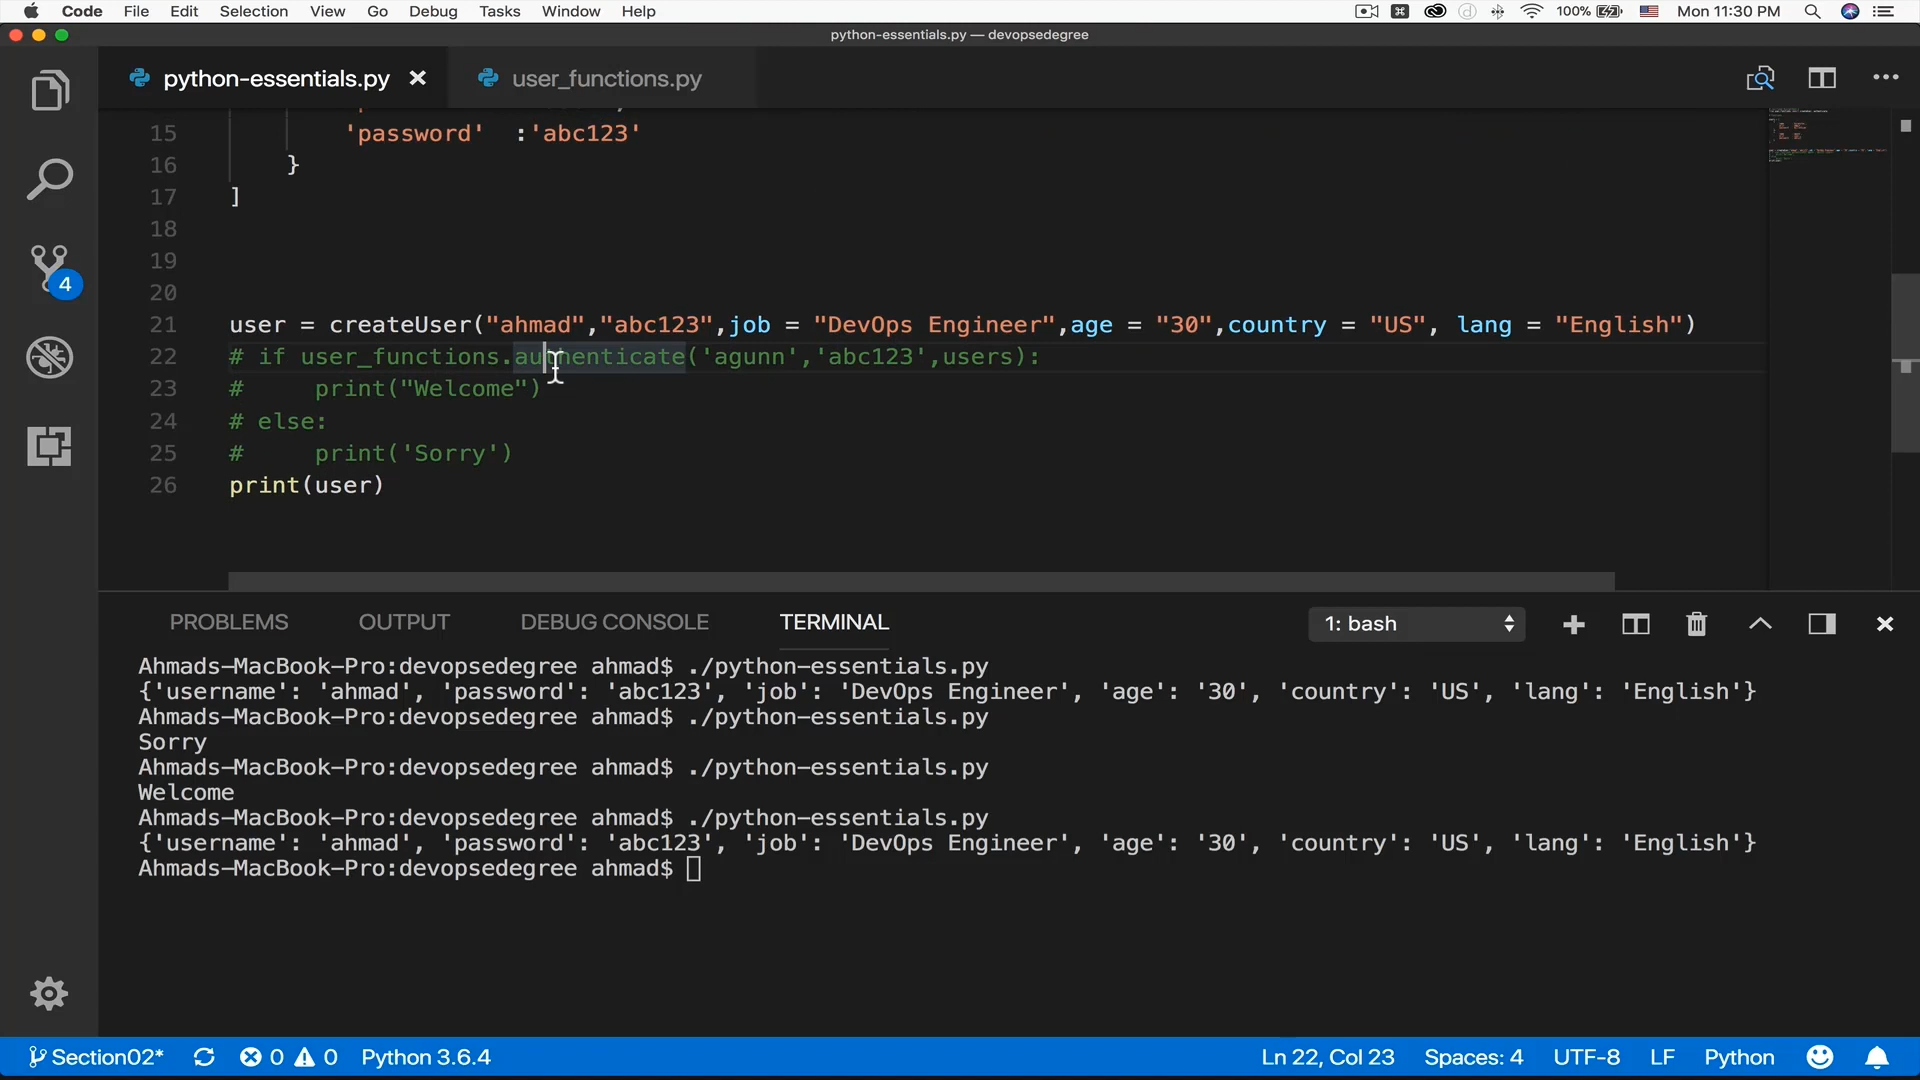 Code File Edit Selection View Go Debug Tasks Window Help 100% Mon 11:30 PM
python-essentials.py — devopsedegree
python-essentials.py user_functions.py
15 'password' :'abc123'
16 }
17 ]
18
19
20
21 user = createUser("ahmad","abc123",job = "DevOps Engineer",age = "30",country = "US", lang = "English")
22 # if user_functions.authenticate('agunn','abc123',users):
23 #     print("Welcome")
24 # else:
25 #     print('Sorry')
26 print(user)
4
PROBLEMS OUTPUT DEBUG CONSOLE TERMINAL 1: bash
Ahmads-MacBook-Pro:devopsedegree ahmad$ ./python-essentials.py
{'username': 'ahmad', 'password': 'abc123', 'job': 'DevOps Engineer', 'age': '30', 'country': 'US', 'lang': 'English'}
Ahmads-MacBook-Pro:devopsedegree ahmad$ ./python-essentials.py
Sorry
Ahmads-MacBook-Pro:devopsedegree ahmad$ ./python-essentials.py
Welcome
Ahmads-MacBook-Pro:devopsedegree ahmad$ ./python-essentials.py
{'username': 'ahmad', 'password': 'abc123', 'job': 'DevOps Engineer', 'age': '30', 'country': 'US', 'lang': 'English'}
Ahmads-MacBook-Pro:devopsedegree ahmad$
Section02* 0 0 Python 3.6.4 Ln 22, Col 23 Spaces: 4 UTF-8 LF Python